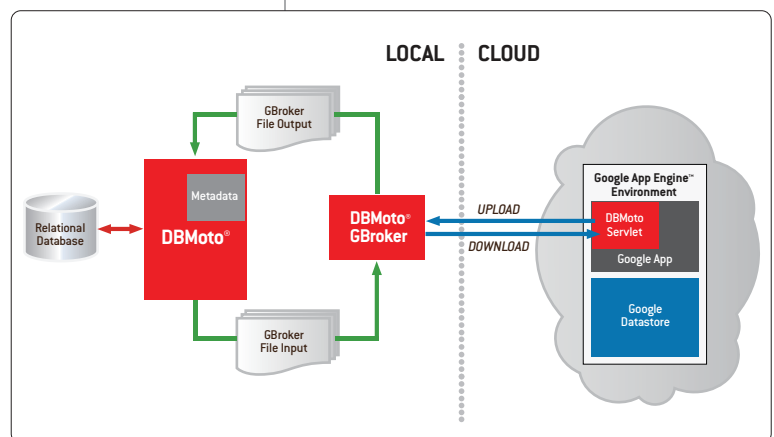 LOCAL
CLOUD
GBroker
File Output
Google App Engine™
Environment
Metadata
DBMoto®
Relational
Database
DBMoto®
GBroker
UPLOAD
DOWNLOAD
DBMoto
Servlet
Google App
Google
Datastore
GBroker
File Input